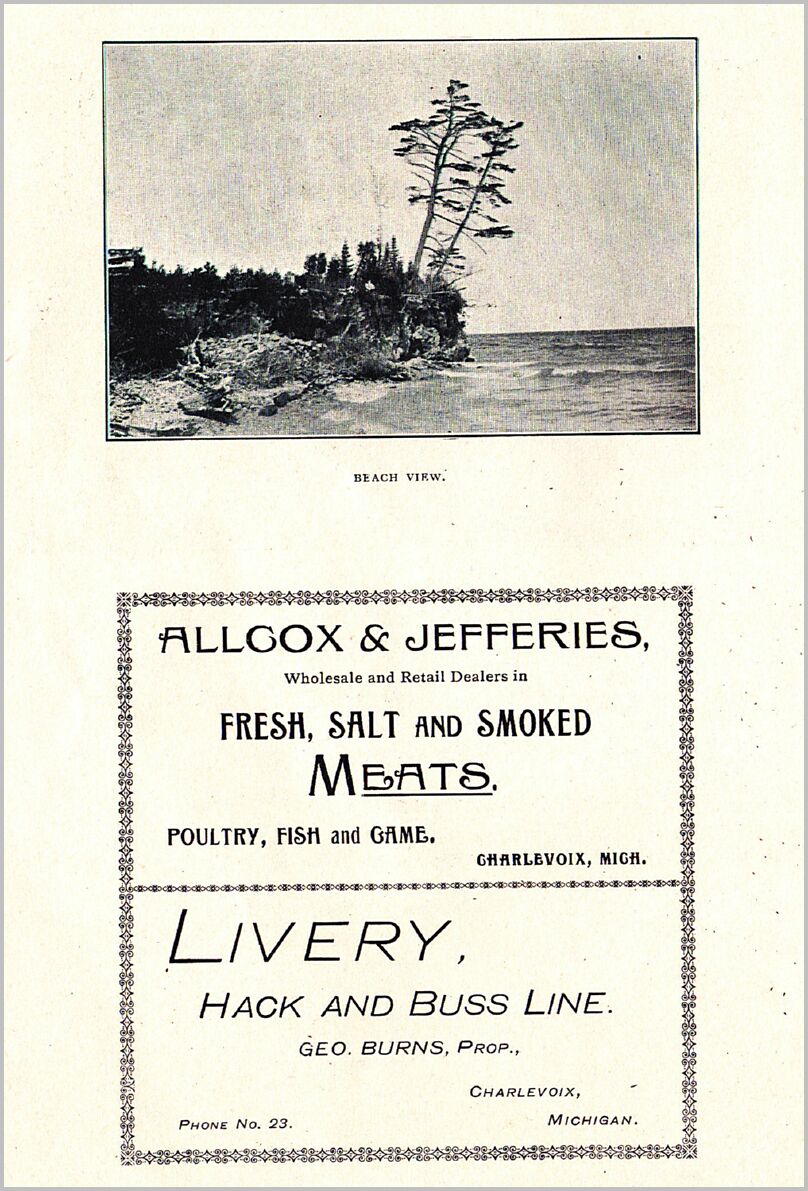 BEACH VIEW.
ALLCOX & JEFFERIES,
Wholesale and Retail Dealers in
FRESH, SALT AND SMOKED
MEATS.
POULTRY, FISH and GAME.
CHARLEVOIX, MICH.
LIVERY,
HACK AND BUSS LINE.
GEO. BURNS, PROP.,
CHARLEVOIX,
PHONE NO. 23. MICHIGAN.